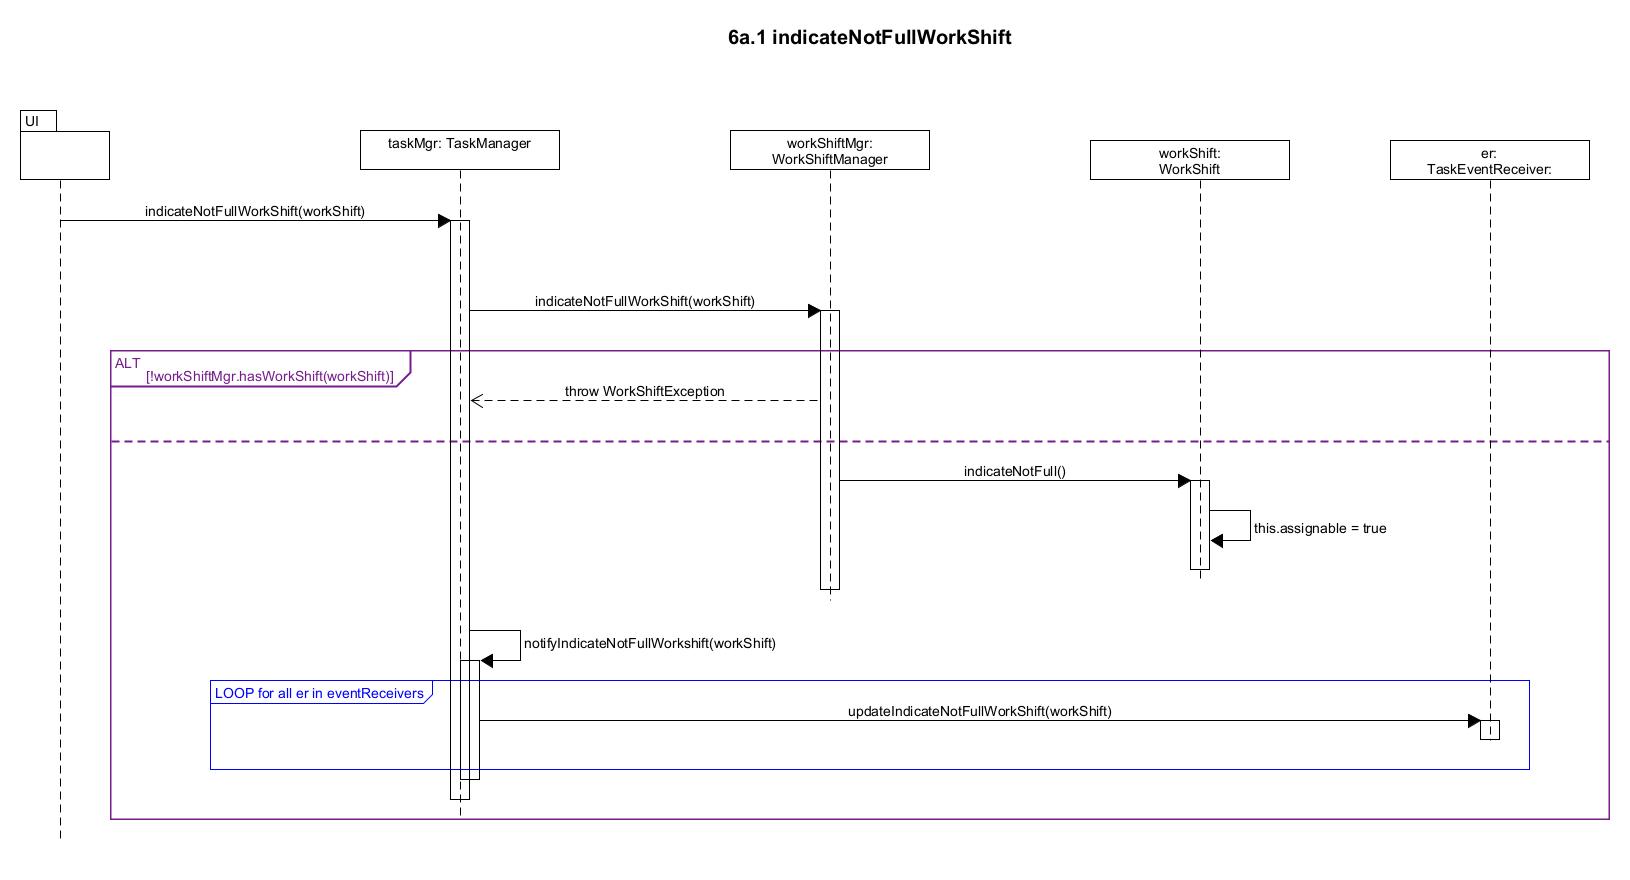 6a.1 indicateNotFullWorkShift
UI
taskMgr: TaskManager
workShiftMgr:
WorkShiftManager
workShift:
WorkShift
er:
TaskEventReceiver:
indicateNotFullWorkShift(workShift)
indicateNotFullWorkShift(workShift)
ALT
[!workShiftMgr.hasWorkShift(workShift)]
throw WorkShiftException
indicateNotFull()
this.assignable = true
notifyIndicateNotFullWorkshift(workShift)
LOOP for all er in eventReceivers
updateIndicateNotFullWorkShift(workShift)